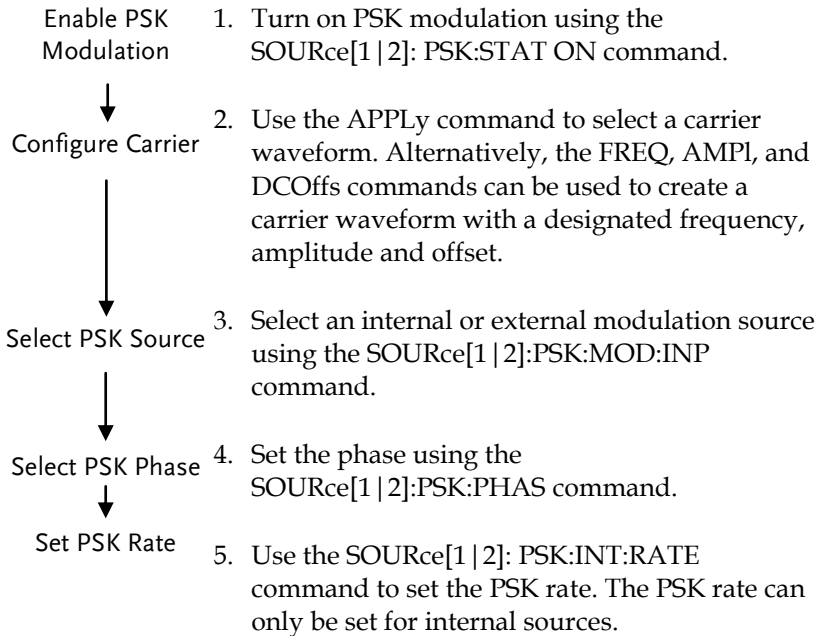 Enable PSK
Modulation
1. Turn on PSK modulation using the
SOURce[1|2]: PSK:STAT ON command.
Configure Carrier
2. Use the APPLy command to select a carrier
waveform. Alternatively, the FREQ, AMPl, and
DCOffs commands can be used to create a
carrier waveform with a designated frequency,
amplitude and offset.
Select PSK Source
3. Select an internal or external modulation source
using the SOURce[1|2]:PSK:MOD:INP
command.
Select PSK Phase
4. Set the phase using the
SOURce[1|2]:PSK:PHAS command.
Set PSK Rate
5. Use the SOURce[1|2]: PSK:INT:RATE
command to set the PSK rate. The PSK rate can
only be set for internal sources.